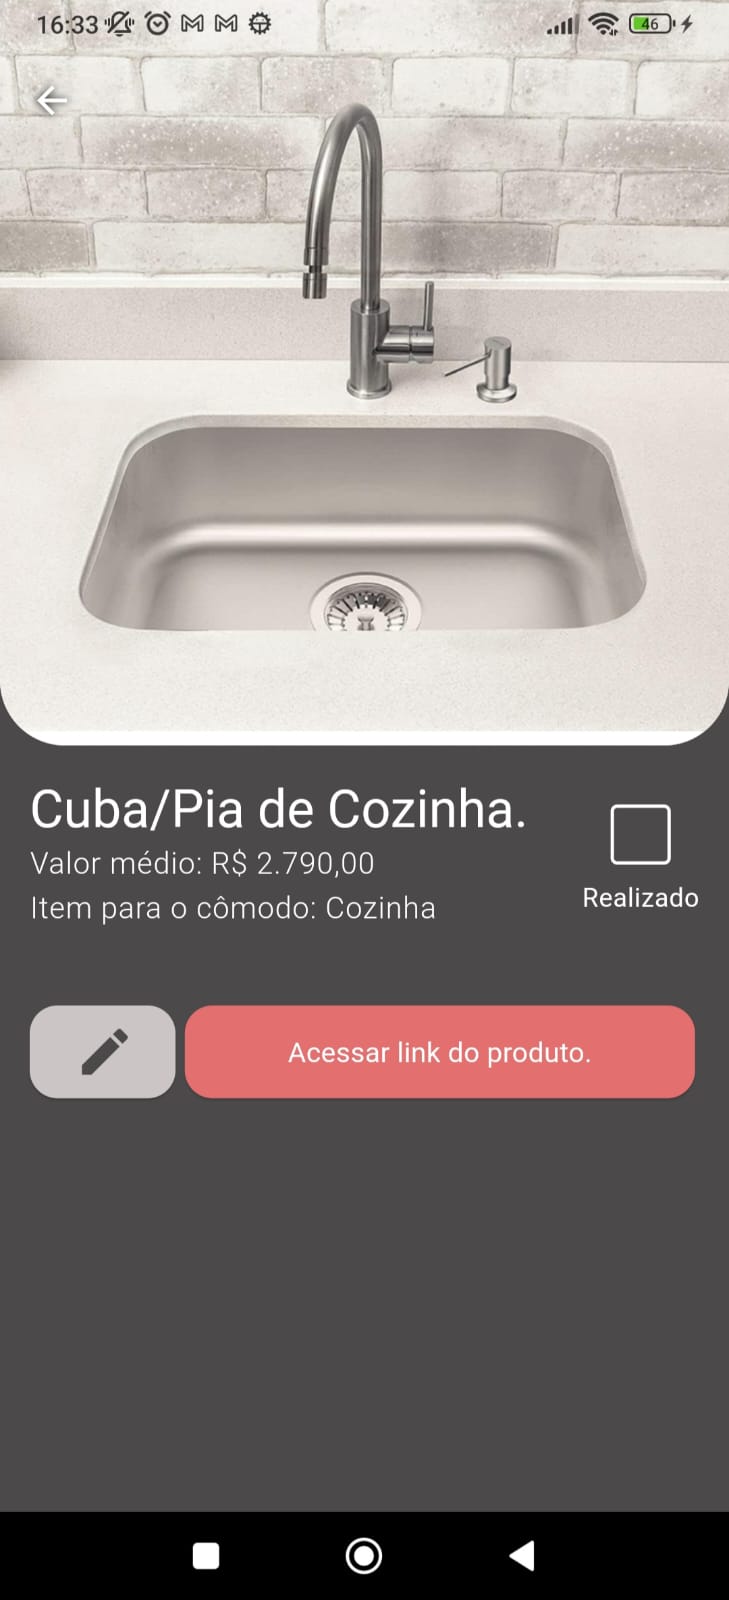 16:33
46
Cuba/Pia de Cozinha.
Valor médio: R$ 2.790,00
Item para o cômodo: Cozinha
Realizado
Acessar link do produto.